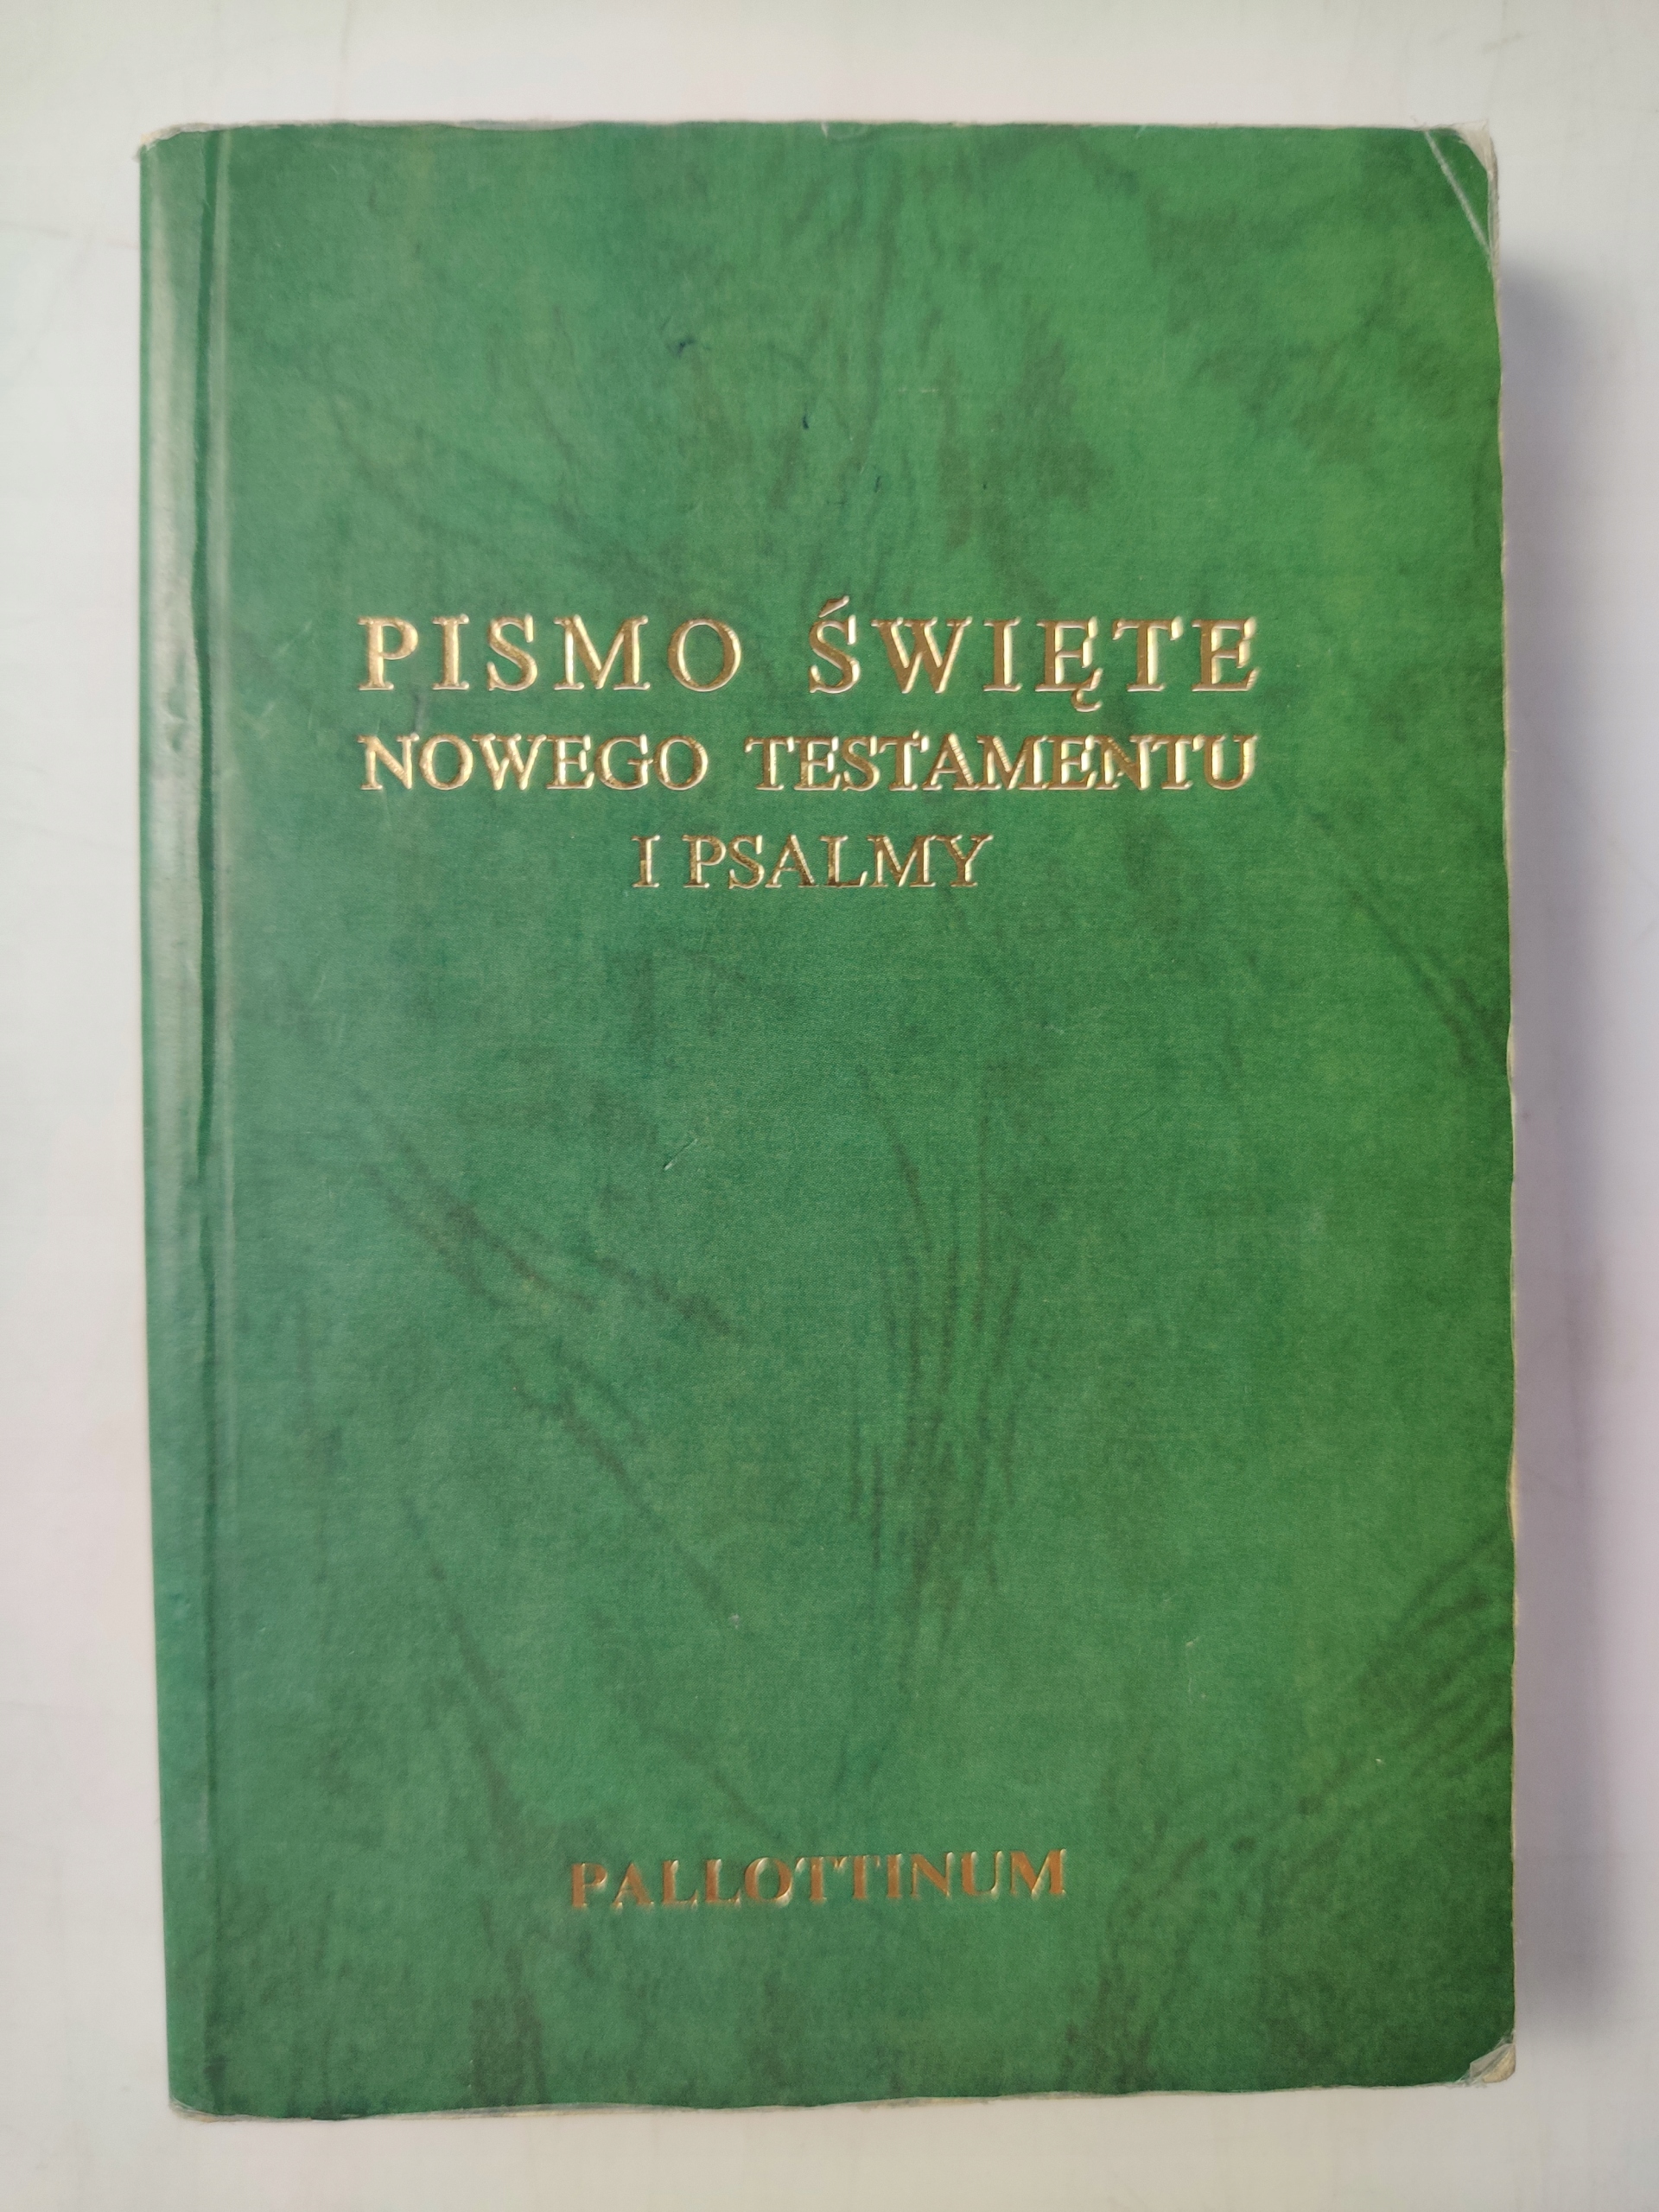 PISMO ŚWIĘTE
NOWEGO TESTAMENTU
I PSALMY
PALLOTTINUM